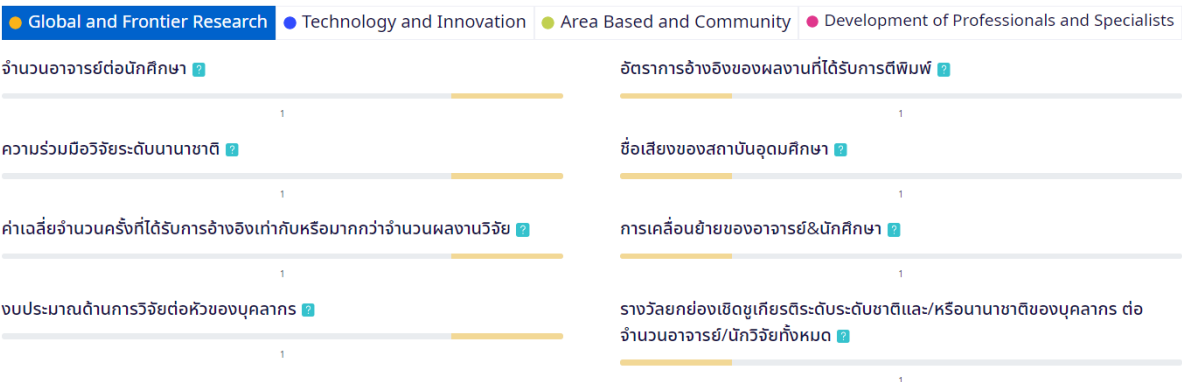 Global and Frontier Research
Technology and Innovation
Area Based and Community
Development of Professionals and Specialists
จำนวนอาจารย์ต่อนักศึกษา ?
1
อัตราการอ้างอิงของผลงานที่ได้รับการตีพิมพ์ ?
1
ความร่วมมือวิจัยระดับนานาชาติ ?
1
ชื่อเสียงของสถาบันอุดมศึกษา ?
1
ค่าเฉลี่ยจำนวนครั้งที่ได้รับการอ้างอิงเท่ากับหรือมากกว่าจำนวนผลงานวิจัย ?
1
การเคลื่อนย้ายของอาจารย์&นักศึกษา ?
1
งบประมาณด้านการวิจัยต่อหัวของบุคลากร ?
1
รางวัลยกย่องเชิดชูเกียรติระดับระดับชาติและ/หรือนานาชาติของบุคลากร ต่อ
จำนวนอาจารย์/นักวิจัยทั้งหมด ?
1